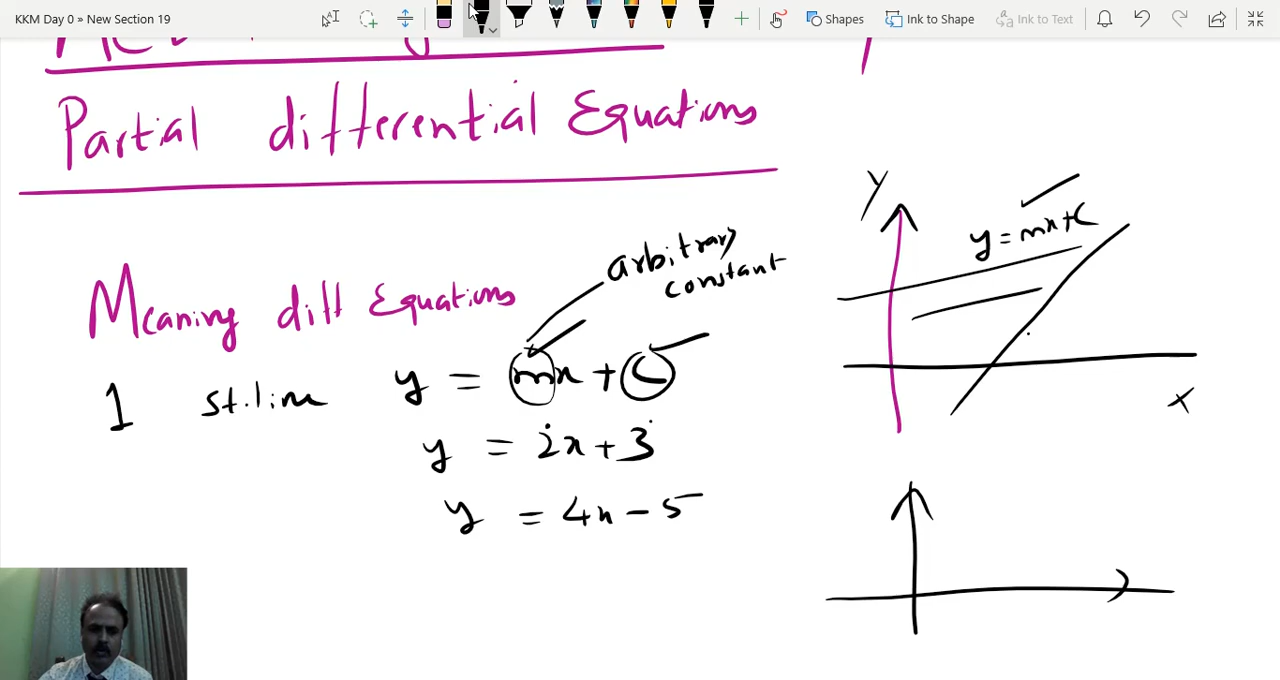 KKM Day 0 » New Section 19
Shapes
Ink to Shape
Ink to Text
Partial differential Equations
Y
y = mx+c
arbitrary
constant
Meaning diff Equations
1 st.line y = mx + c
y = 2x + 3
y = 4x - 5
X